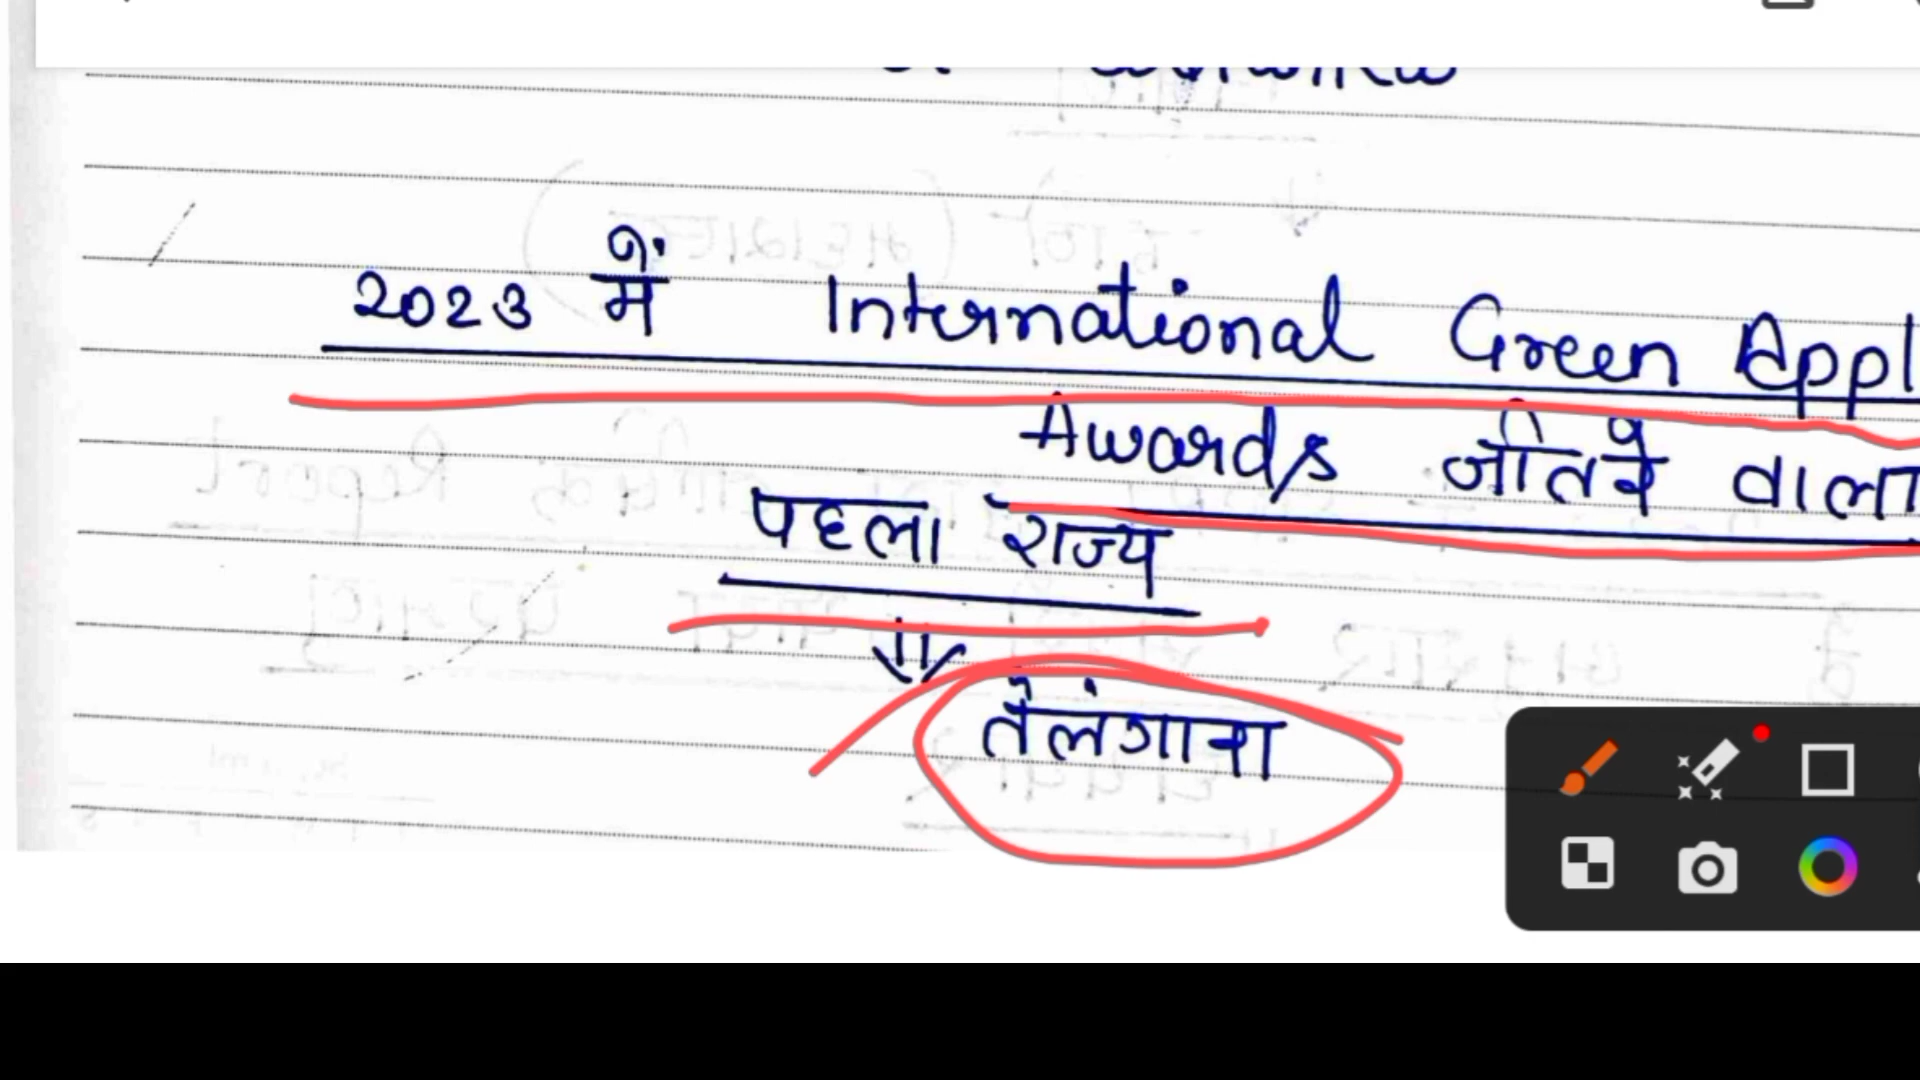 2023 में International Green Appl
Awards जीतने वाला
पहला राज्य
तेलंगाना